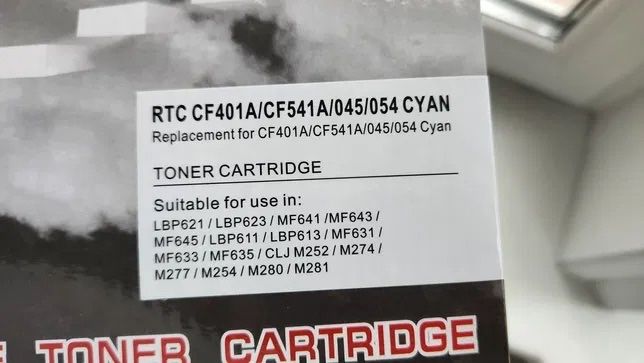 RTC CF401A/CF541A/045/054 CYAN
Replacement for CF401A/CF541A/045/054 Cyan
TONER CARTRIDGE
Suitable for use in:
LBP621 / LBP623 / MF641 /MF643 /
MF645 / LBP611 / LBP613 / MF631 /
MF633 / MF635 / CLJ M252 / M274 /
M277 / M254 / M280 / M281
E TONER CARTRIDGE